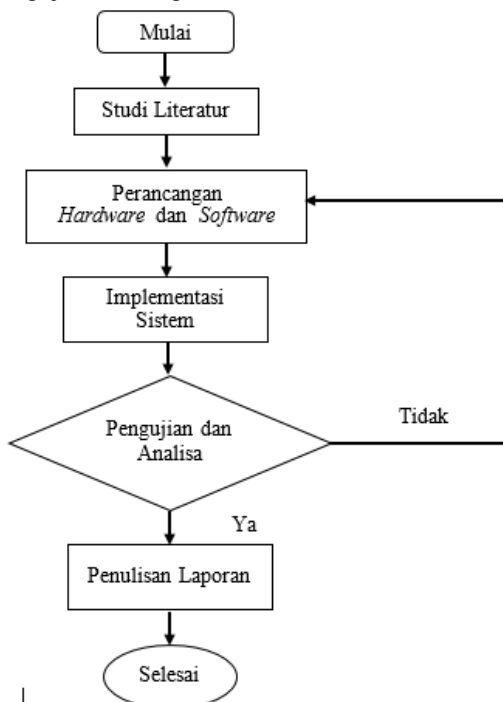 Mulai
Studi Literatur
Perancangan
Hardware dan Software
Implementasi
Sistem
Pengujian dan
Analisa
Tidak
Ya
Penulisan Laporan
Selesai